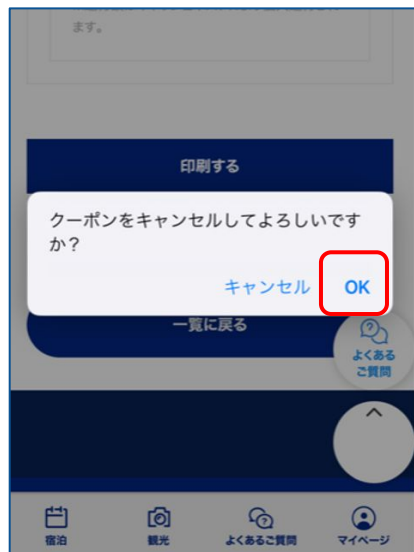 ます。
印刷する
クーポンをキャンセルしてよろしいです
か？
キャンセル
OK
一覧に戻る
よくある
ご質問
宿泊
観光
よくあるご質問
マイページ